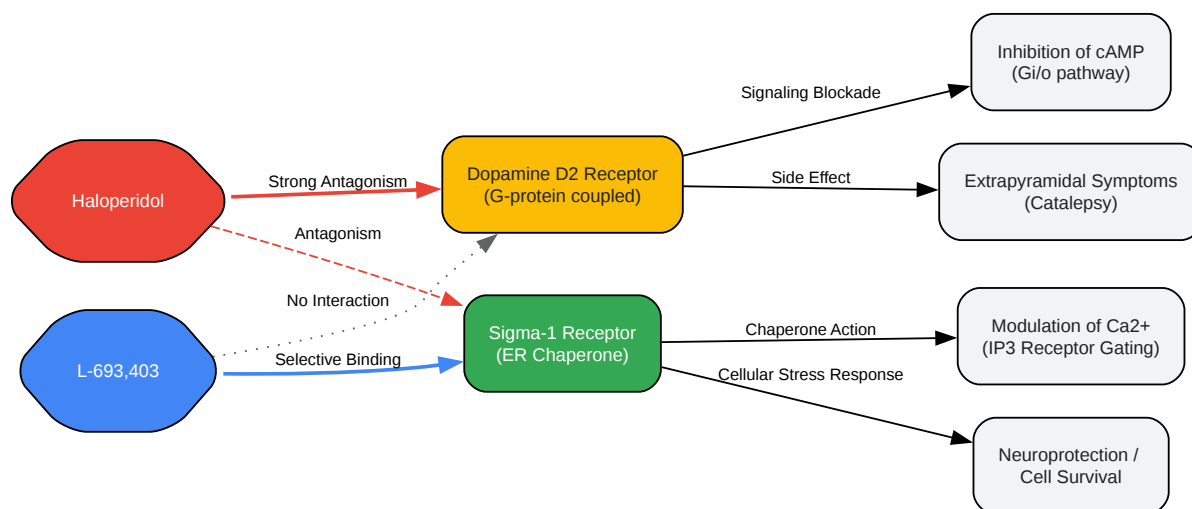 Haloperidol
L-693,403
Strong Antagonism
Antagonism
No Interaction
Selective Binding
Dopamine D2 Receptor
(G-protein coupled)
Sigma-1 Receptor
(ER Chaperone)
Signaling Blockade
Side Effect
Chaperone Action
Cellular Stress Response
Inhibition of cAMP
(Gi/o pathway)
Extrapyramidal Symptoms
(Catalepsy)
Modulation of Ca2+
(IP3 Receptor Gating)
Neuroprotection /
Cell Survival